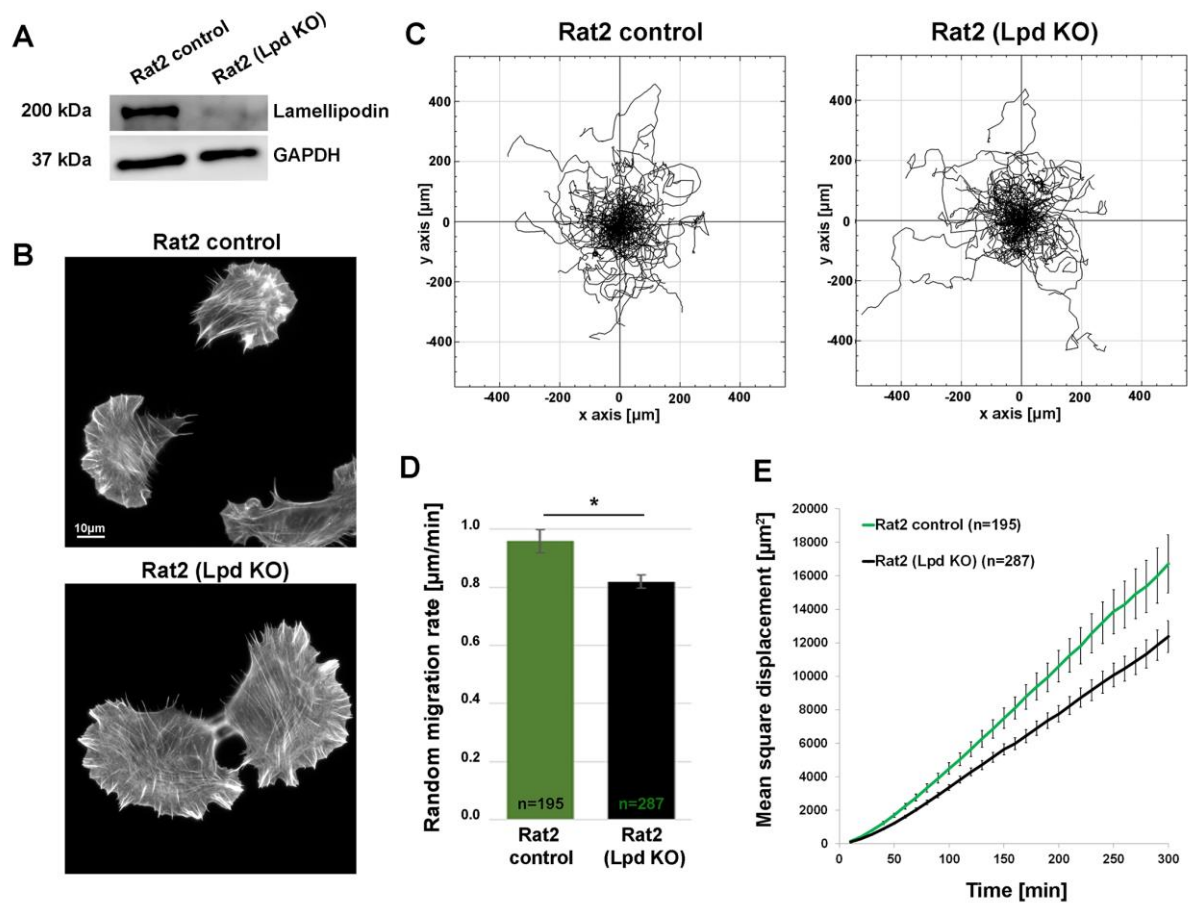 A
Rat2 control
Rat2 (Lpd KO)
200 kDa
Lamellipodin
37 kDa
GAPDH
B
Rat2 control
10µm
Rat2 (Lpd KO)
C
Rat2 control
y axis [µm]
400
200
0
-200
-400
-400
-200
0
200
400
x axis [µm]
Rat2 (Lpd KO)
y axis [µm]
400
200
0
-200
-400
-400
-200
0
200
400
x axis [µm]
D
Random migration rate [µm/min]
1.0
0.8
0.6
0.4
0.2
0.0
*
n=195
n=287
Rat2
control
Rat2
(Lpd KO)
E
Mean square displacement [µm²]
20000
18000
16000
14000
12000
10000
8000
6000
4000
2000
0
Rat2 control (n=195)
Rat2 (Lpd KO) (n=287)
0
50
100
150
200
250
300
Time [min]